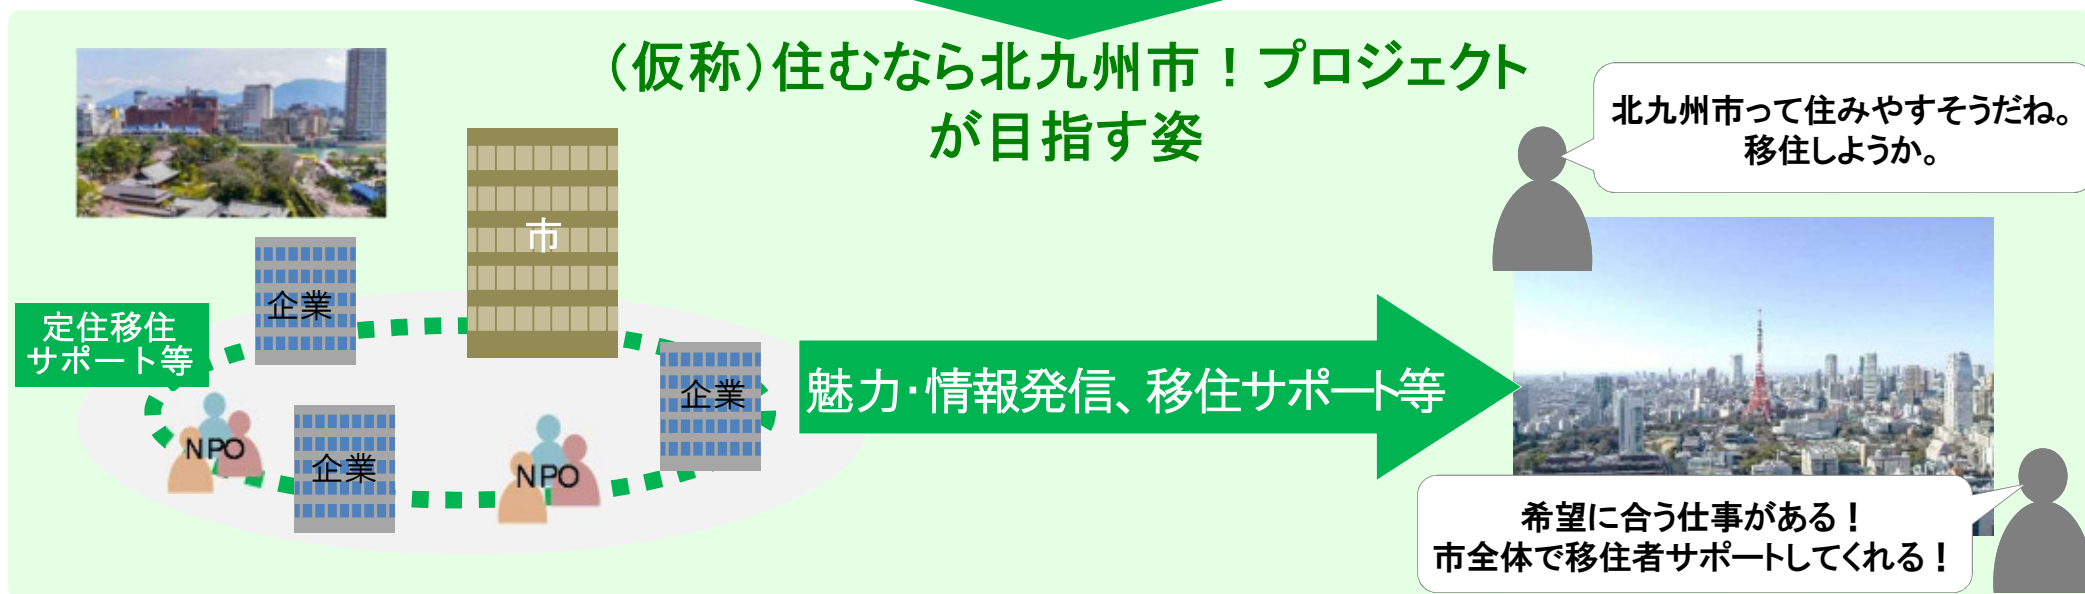 （仮称）住むなら北九州市！プロジェクト
が目指す姿
北九州市って住みやすそうだね。
移住しようか。
市
企業
定住移住
サポート等
企業
魅力・情報発信、移住サポート等
NPO
企業
NPO
希望に合う仕事がある！
市全体で移住者サポートしてくれる！